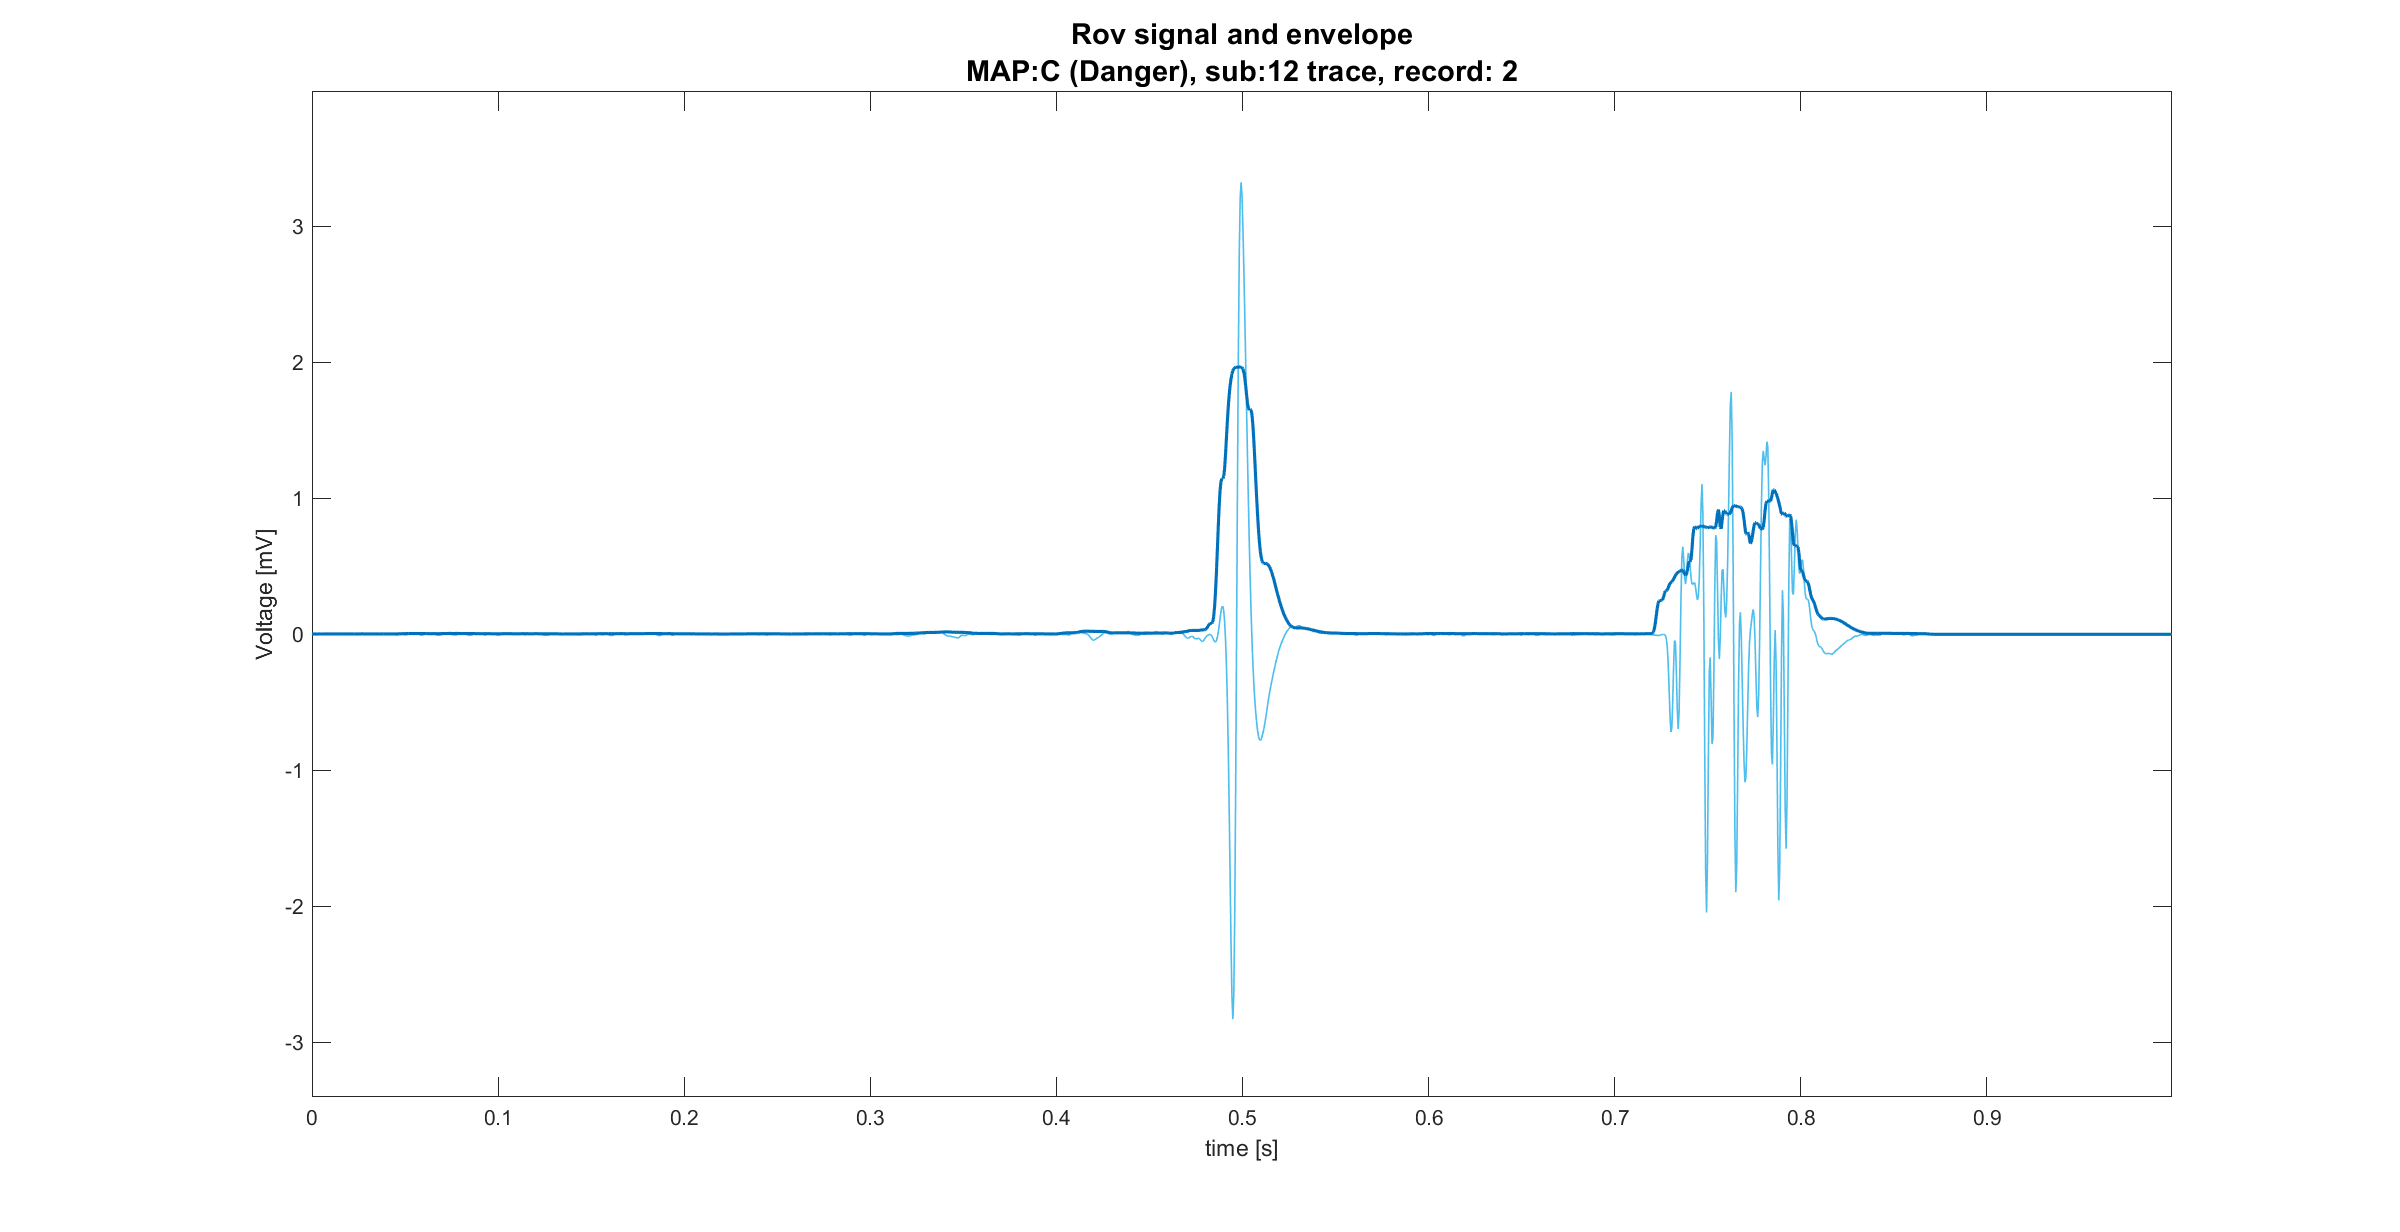 Rov signal and envelope
MAP:C (Danger), sub:12 trace, record: 2
Voltage [mV]
3
2
1
0
-1
-2
-3
0 0.1 0.2 0.3 0.4 0.5 0.6 0.7 0.8 0.9
time [s]